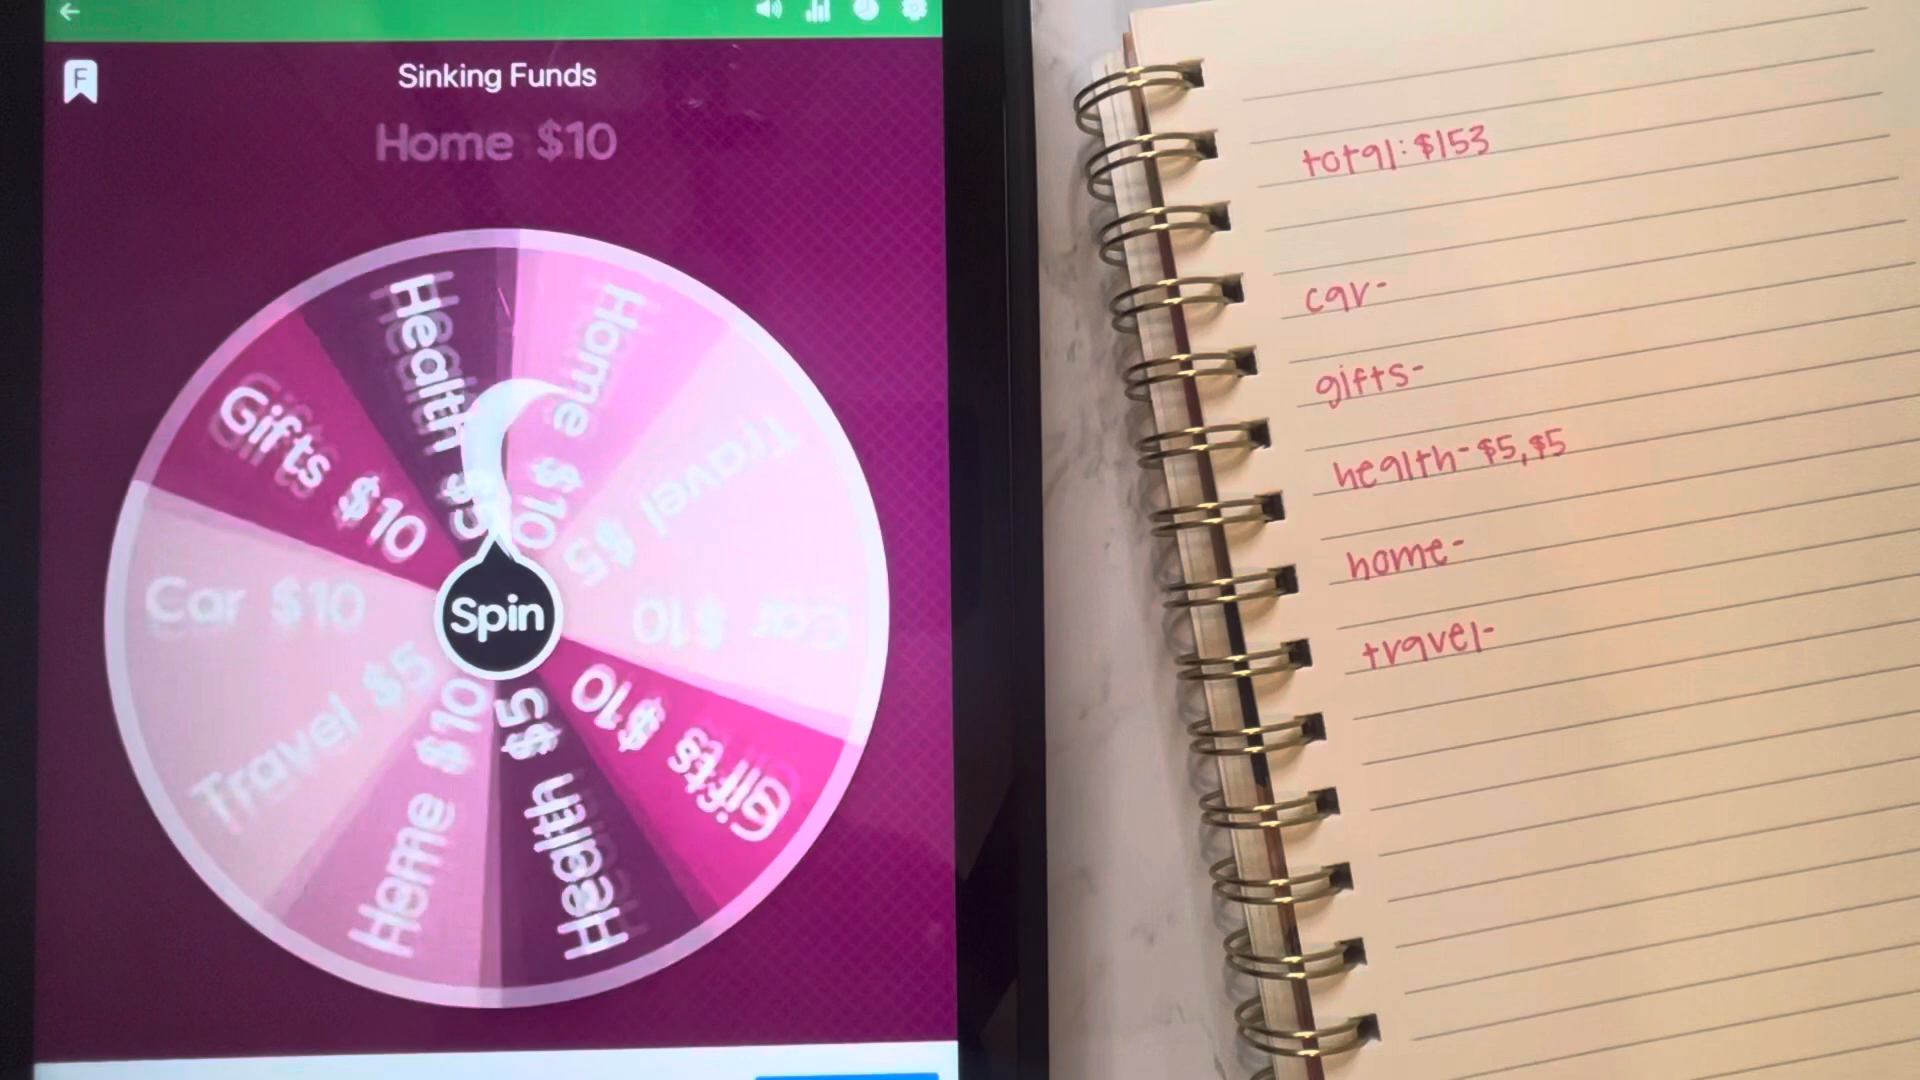 F
Sinking Funds
Home $10
Health $5
Home $10
Travel $5
Car $10
Gifts $10
Health $5
Home $10
Travel $5
Car $10
Gifts $10
Spin
total: $153
car-
gifts-
health- $5, $5
home-
travel-